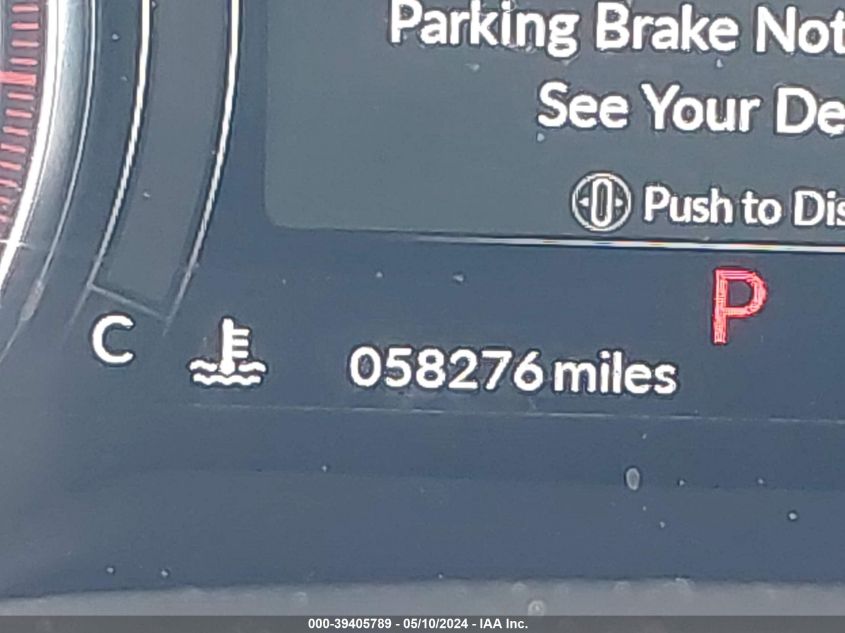 Parking Brake Not
See Your De
Push to Dis
P
C
058276 miles
000-39405789 - 05/10/2024 - IAA Inc.